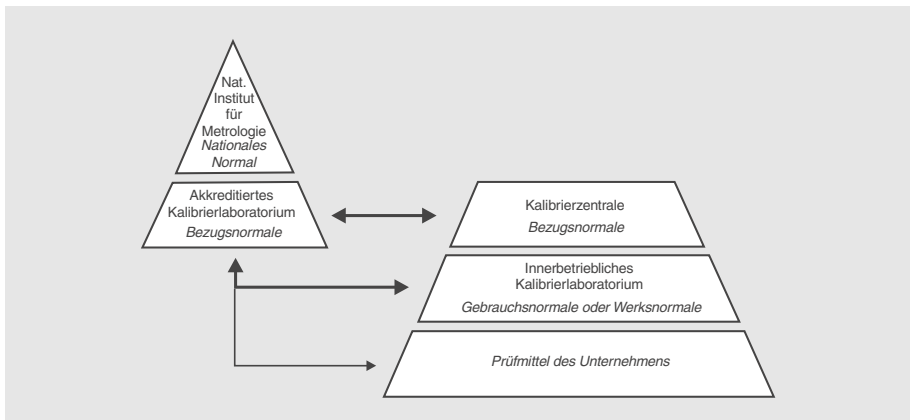 Nat.
Institut
für
Metrologie
Nationales
Normal
Akkreditiertes
Kalibrierlaboratorium
Bezugsnormale
Kalibrierzentrale
Bezugsnormale
Innerbetriebliches
Kalibrierlaboratorium
Gebrauchsnormale oder Werksnormale
Prüfmittel des Unternehmens